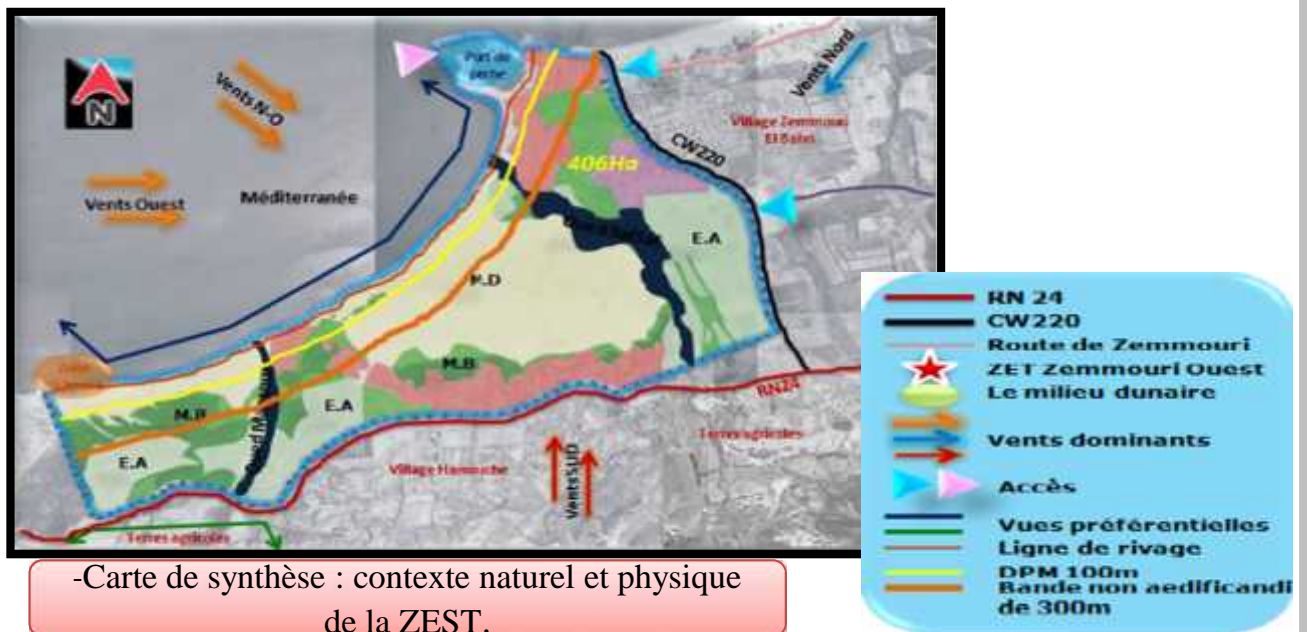 Port de pêche
Vents N-O
N
Vents Nord
Village Zemmouri
El Bahri
CW220
406Ha
Vents Ouest
Méditerranée
E.A
M.D
M.B
M.B
E.A
RN24
E.A
Oued
Terres agricoles
Village Hamouche
Vents SUD
Terres agricoles
RN 24
CW220
Route de Zemmouri
ZET Zemmouri Ouest
Le milieu dunaire
Vents dominants
Accès
Vues préférentielles
Ligne de rivage
DPM 100m
Bande non aedificandi
de 300m
-Carte de synthèse : contexte naturel et physique
de la ZEST.